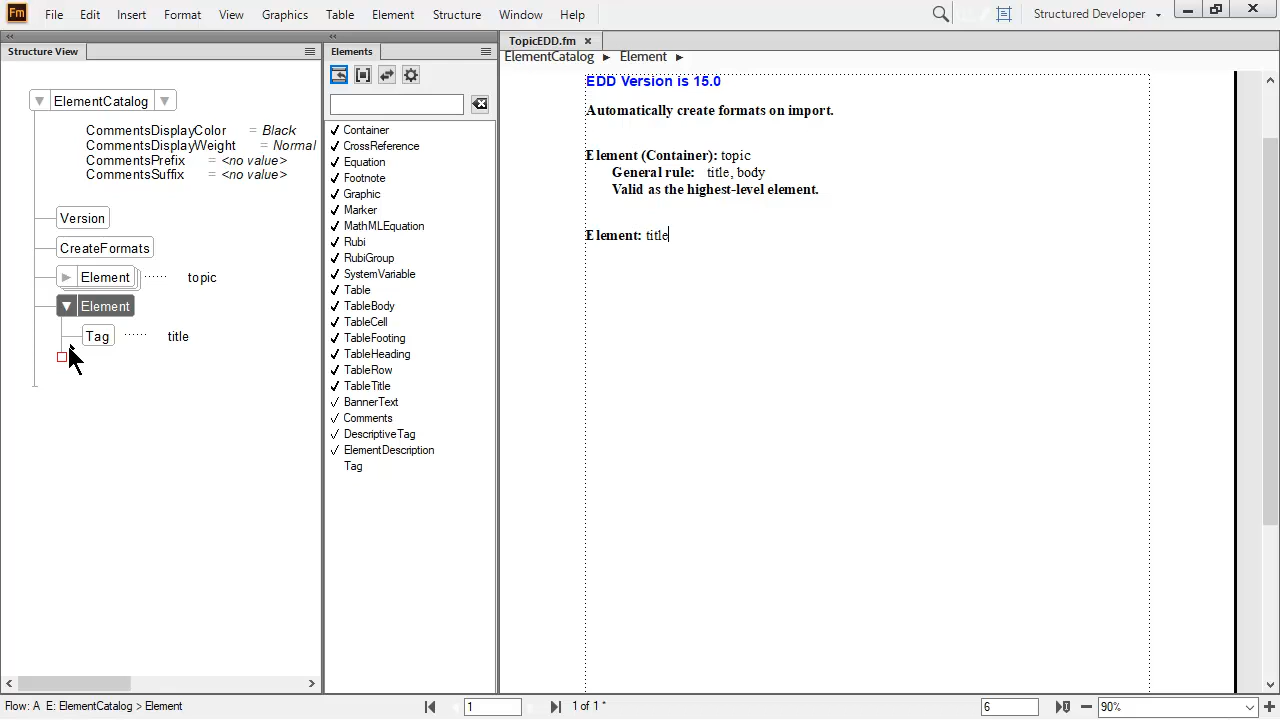 Fm File Edit Insert Format View Graphics Table Element Structure Window Help Structured Developer
Structure View
ElementCatalog
CommentsDisplayColor = Black
CommentsDisplayWeight = Normal
CommentsPrefix = <no value>
CommentsSuffix = <no value>
Version
CreateFormats
Element topic
Element
Tag title
Elements
Container
CrossReference
Equation
Footnote
Graphic
Marker
MathMLEquation
Rubi
RubiGroup
SystemVariable
Table
TableBody
TableCell
TableFooting
TableHeading
TableRow
TableTitle
BannerText
Comments
DescriptiveTag
ElementDescription
Tag
TopicEDD.fm
ElementCatalog Element
EDD Version is 15.0
Automatically create formats on import.
Element (Container): topic
General rule: title, body
Valid as the highest-level element.
Element: title
Flow: A E: ElementCatalog > Element 1 1 of 1 * 6 90%